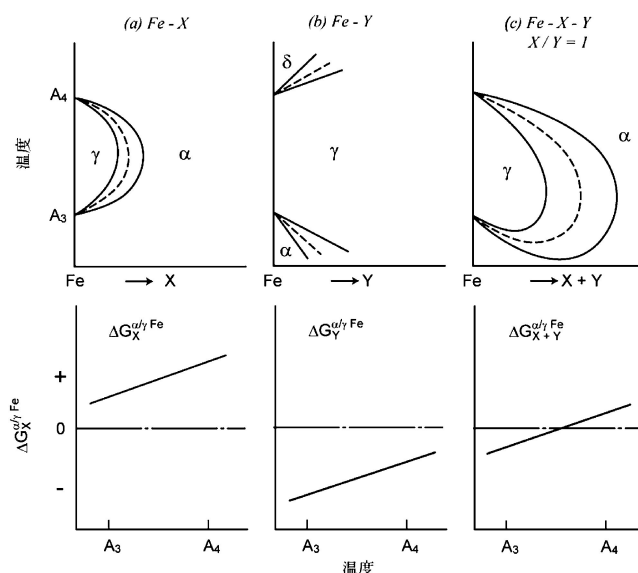 (a) Fe - X
(b) Fe - Y
(c) Fe - X - Y
X / Y = 1
温度
A₄
A₃
γ
α
Fe → X
δ
γ
α
Fe → Y
γ
α
Fe → X + Y
ΔG_X^{α/γ Fe}
ΔG_Y^{α/γ Fe}
ΔG_{X + Y}^{α/γ Fe}
ΔG_X^{α/γ Fe}
+
0
-
A₃ A₄
A₃ A₄
A₃ A₄
温度